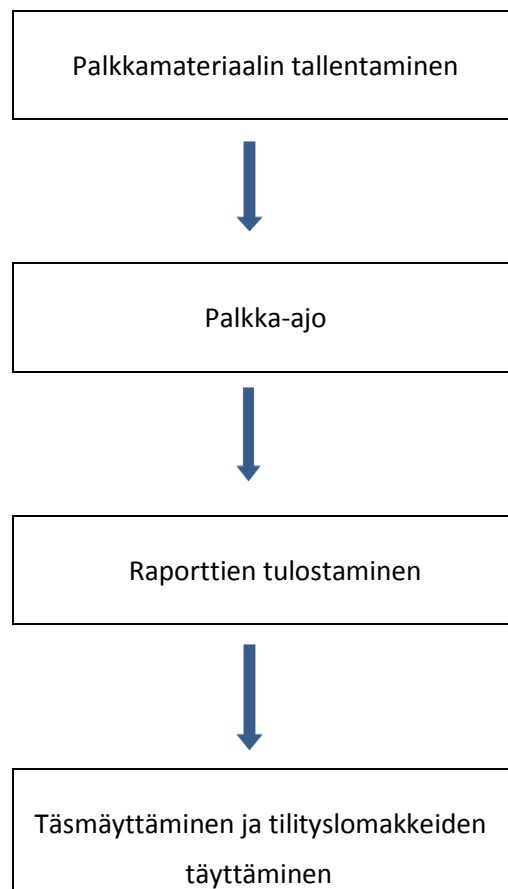 Palkkamateriaalin tallentaminen
Palkka-ajo
Raporttien tulostaminen
Täsmäyttäminen ja tilityslomakkeiden
täyttäminen